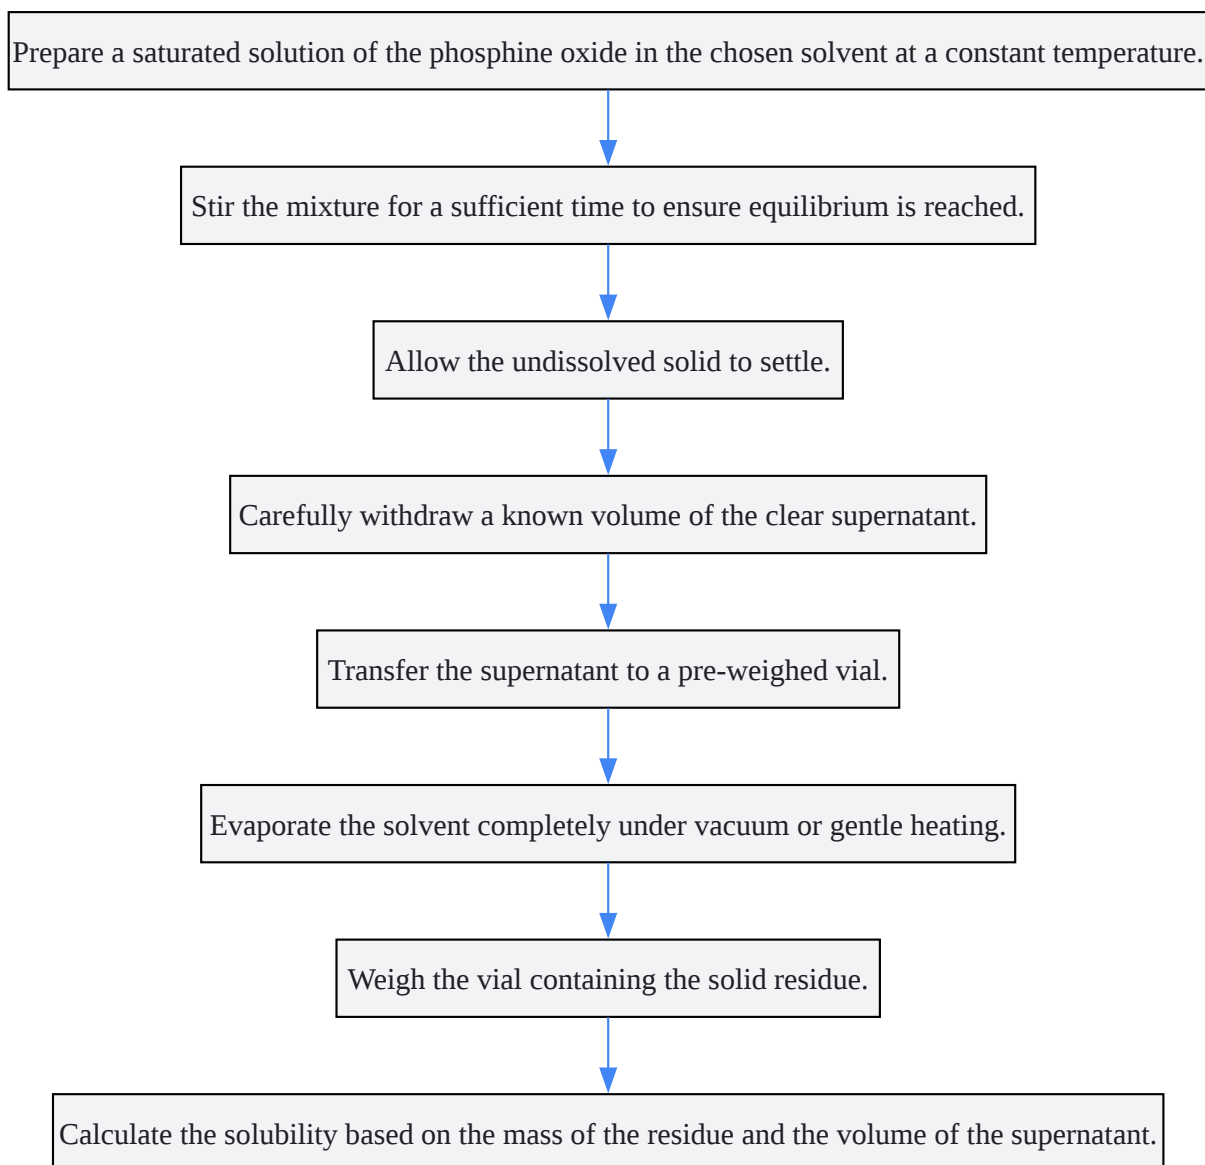 Prepare a saturated solution of the phosphine oxide in the chosen solvent at a constant temperature.
Stir the mixture for a sufficient time to ensure equilibrium is reached.
Allow the undissolved solid to settle.
Carefully withdraw a known volume of the clear supernatant.
Transfer the supernatant to a pre-weighed vial.
Evaporate the solvent completely under vacuum or gentle heating.
Weigh the vial containing the solid residue.
Calculate the solubility based on the mass of the residue and the volume of the supernatant.